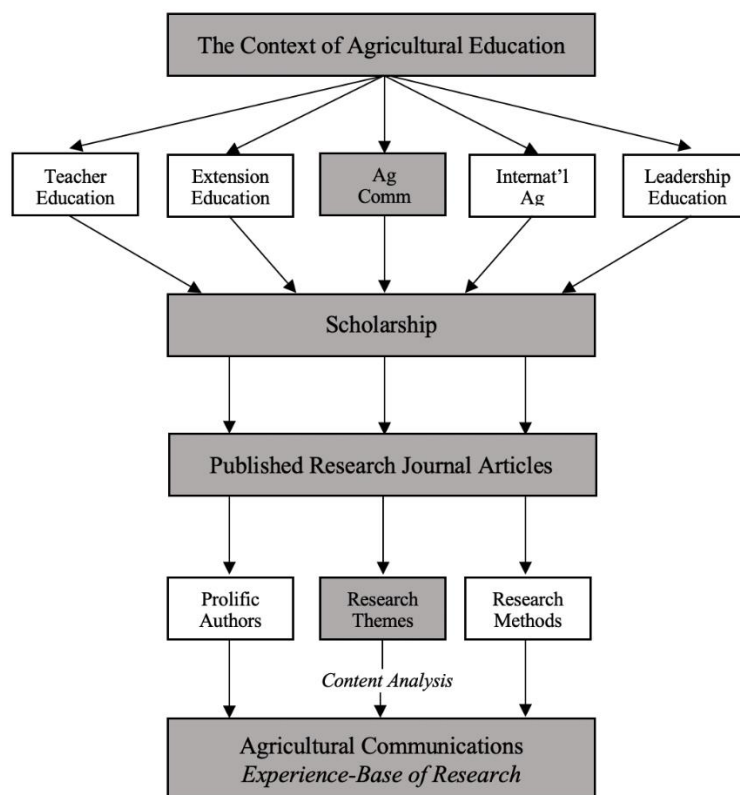 The Context of Agricultural Education
Teacher
Education
Extension
Education
Ag
Comm
Internat'l
Ag
Leadership
Education
Scholarship
Published Research Journal Articles
Prolific
Authors
Research
Themes
Research
Methods
Content Analysis
Agricultural Communications
Experience-Base of Research